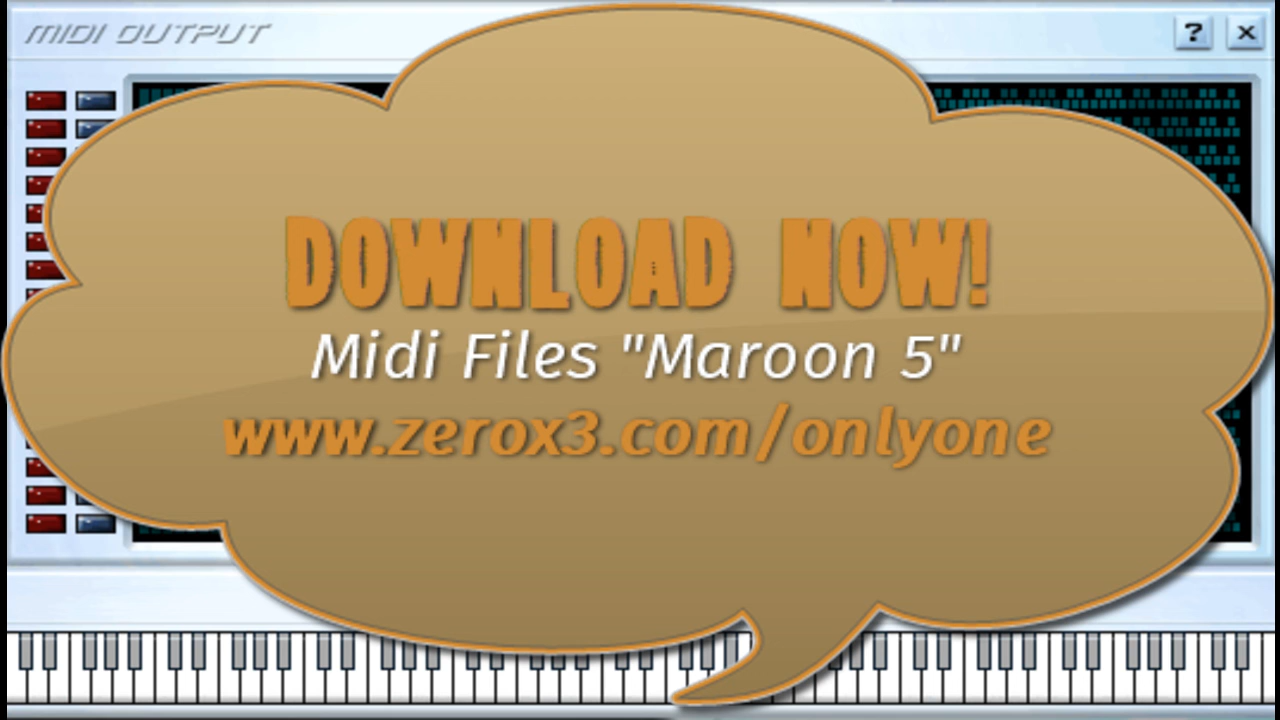 MIDI OUTPUT
? ×
DOWNLOAD NOW!
Midi Files "Maroon 5"
www.zerox3.com/onlyone